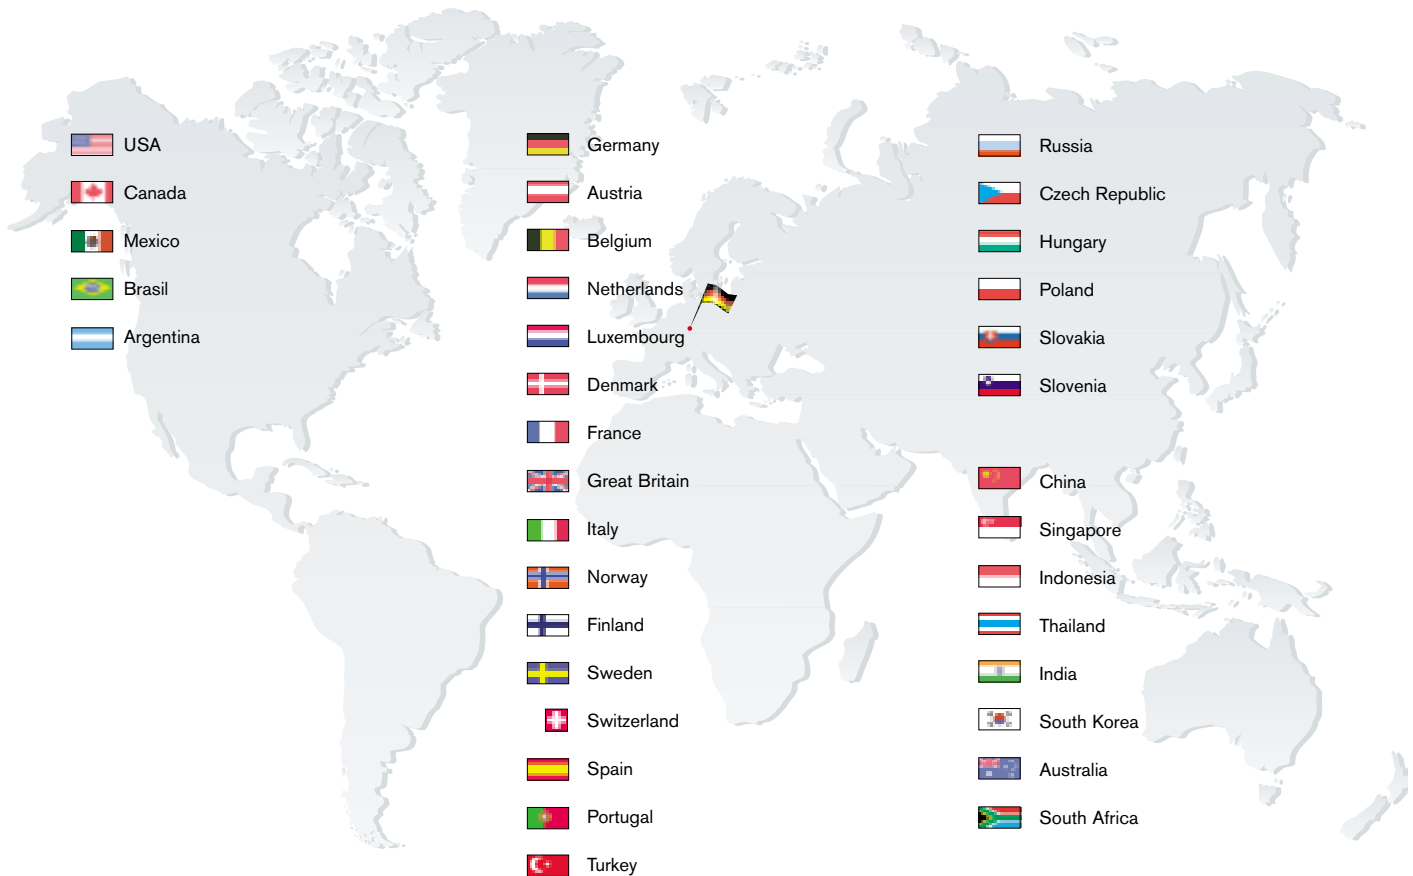 USA
Canada
Mexico
Brasil
Argentina
Germany
Austria
Belgium
Netherlands
Luxembourg
Denmark
France
Great Britain
Italy
Norway
Finland
Sweden
Switzerland
Spain
Portugal
Turkey
Russia
Czech Republic
Hungary
Poland
Slovakia
Slovenia
China
Singapore
Indonesia
Thailand
India
South Korea
Australia
South Africa